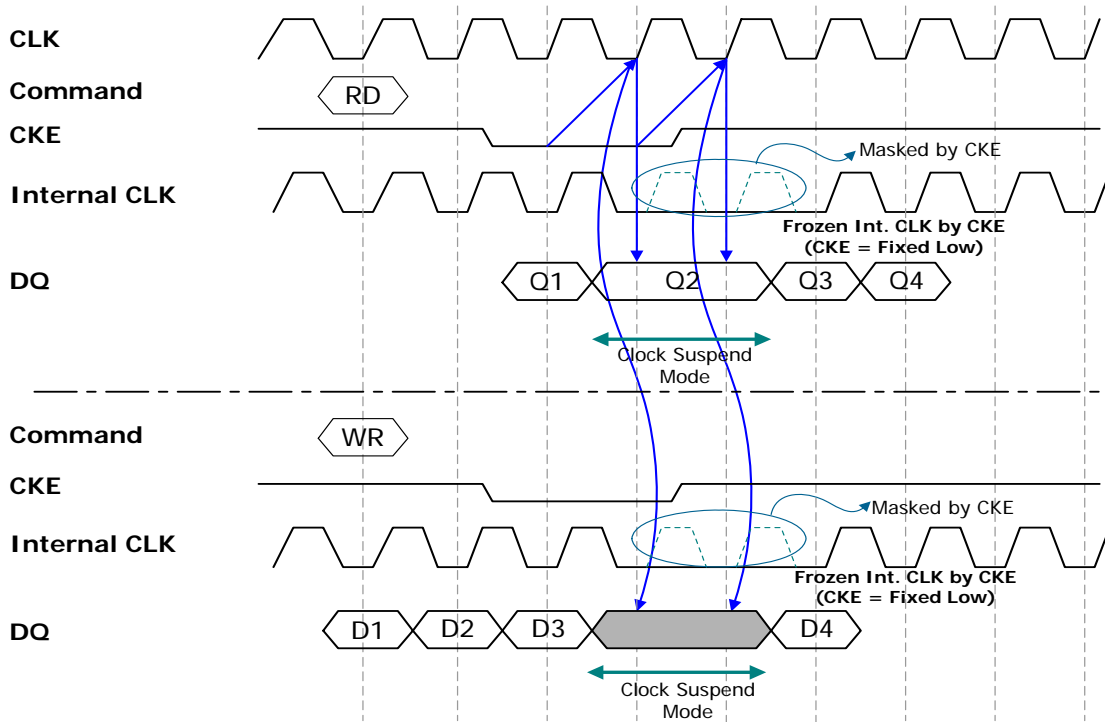 CLK
Command
RD
CKE
Masked by CKE
Internal CLK
Frozen Int. CLK by CKE
(CKE = Fixed Low)
DQ
Q1
Q2
Q3
Q4
Clock Suspend
Mode
Command
WR
CKE
Masked by CKE
Internal CLK
Frozen Int. CLK by CKE
(CKE = Fixed Low)
DQ
D1
D2
D3
D4
Clock Suspend
Mode